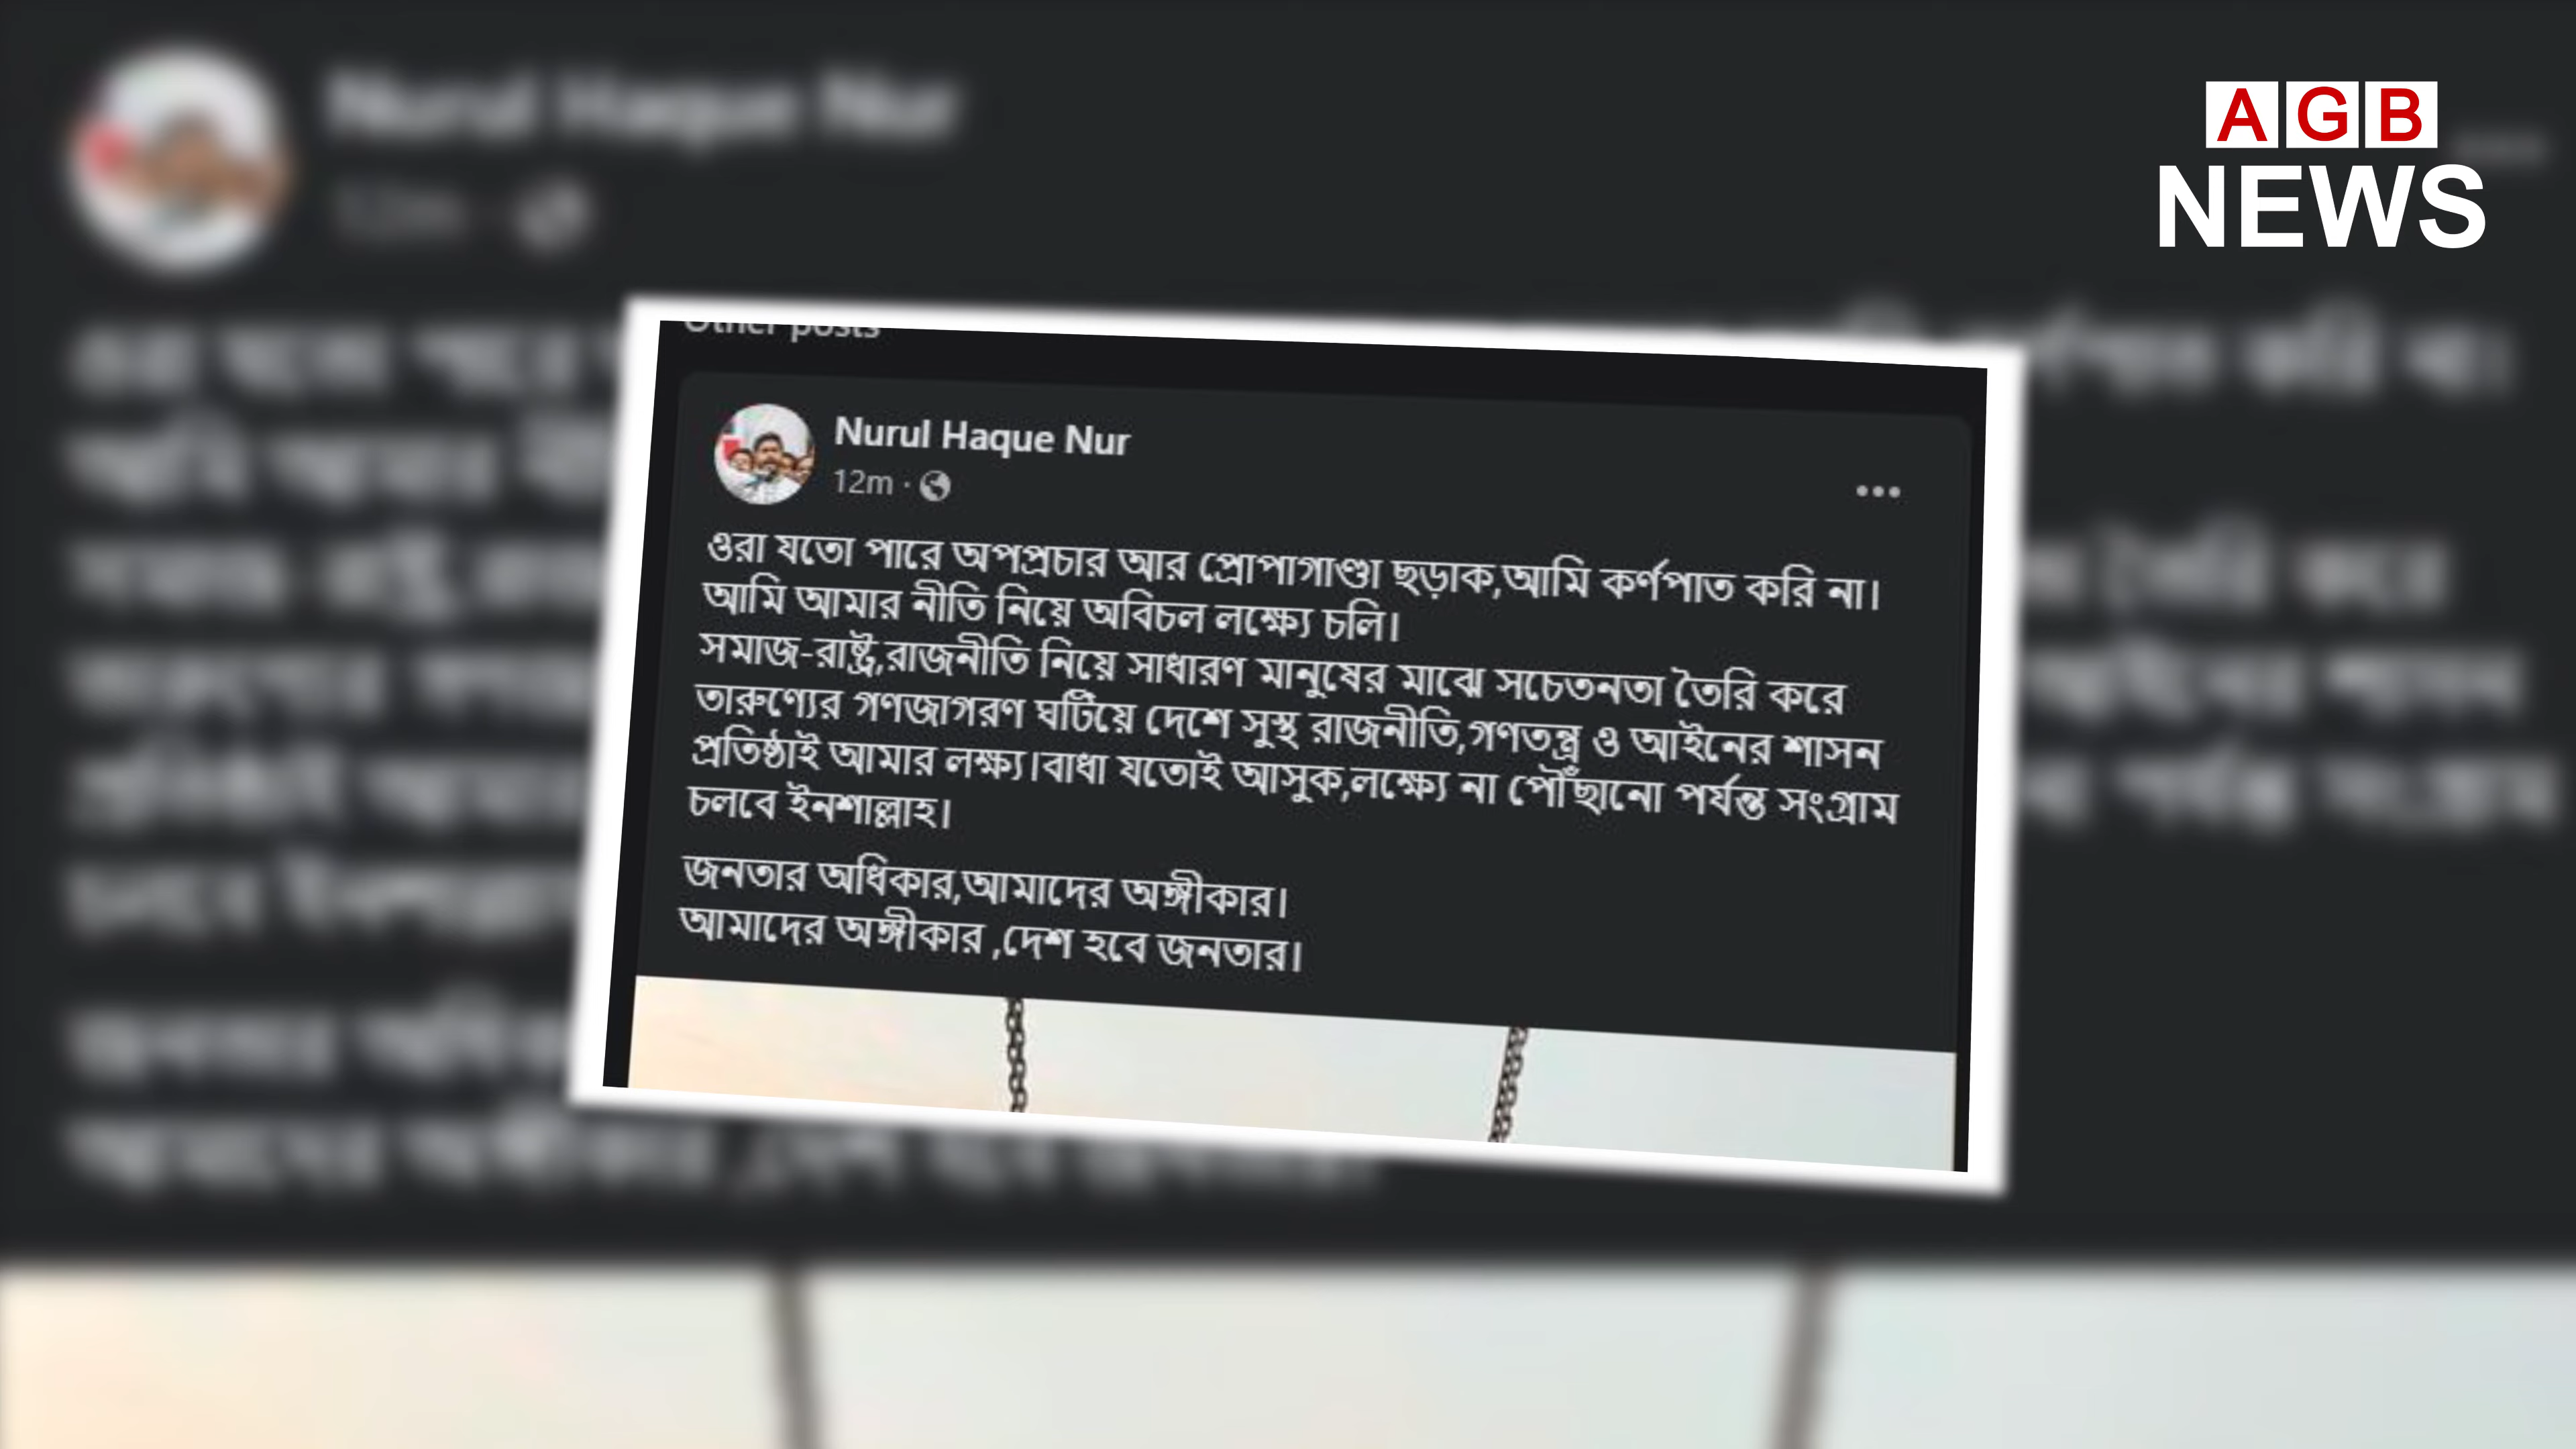 AGB
NEWS
Other posts
Nurul Haque Nur
12m
ওরা যতো পারে অপপ্রচার আর প্রোপাগাণ্ডা ছড়াক,আমি কর্ণপাত করি না।
আমি আমার নীতি নিয়ে অবিচল লক্ষ্যে চলি।
সমাজ-রাষ্ট্র,রাজনীতি নিয়ে সাধারণ মানুষের মাঝে সচেতনতা তৈরি করে
তারুণ্যের গণজাগরণ ঘটিয়ে দেশে সুস্থ রাজনীতি,গণতন্ত্র ও আইনের শাসন
প্রতিষ্ঠাই আমার লক্ষ্য।বাধা যতোই আসুক,লক্ষ্যে না পৌঁছানো পর্যন্ত সংগ্রাম
চলবে ইনশাল্লাহ।
জনতার অধিকার,আমাদের অঙ্গীকার।
আমাদের অঙ্গীকার ,দেশ হবে জনতার।